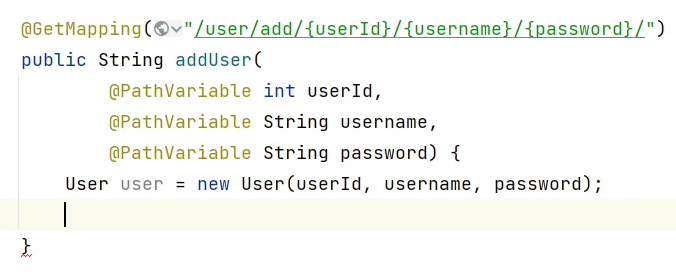 @GetMapping("/user/add/{userId}/{username}/{password}/")
public String addUser(
@PathVariable int userId,
@PathVariable String username,
@PathVariable String password) {
User user = new User(userId, username, password);
}